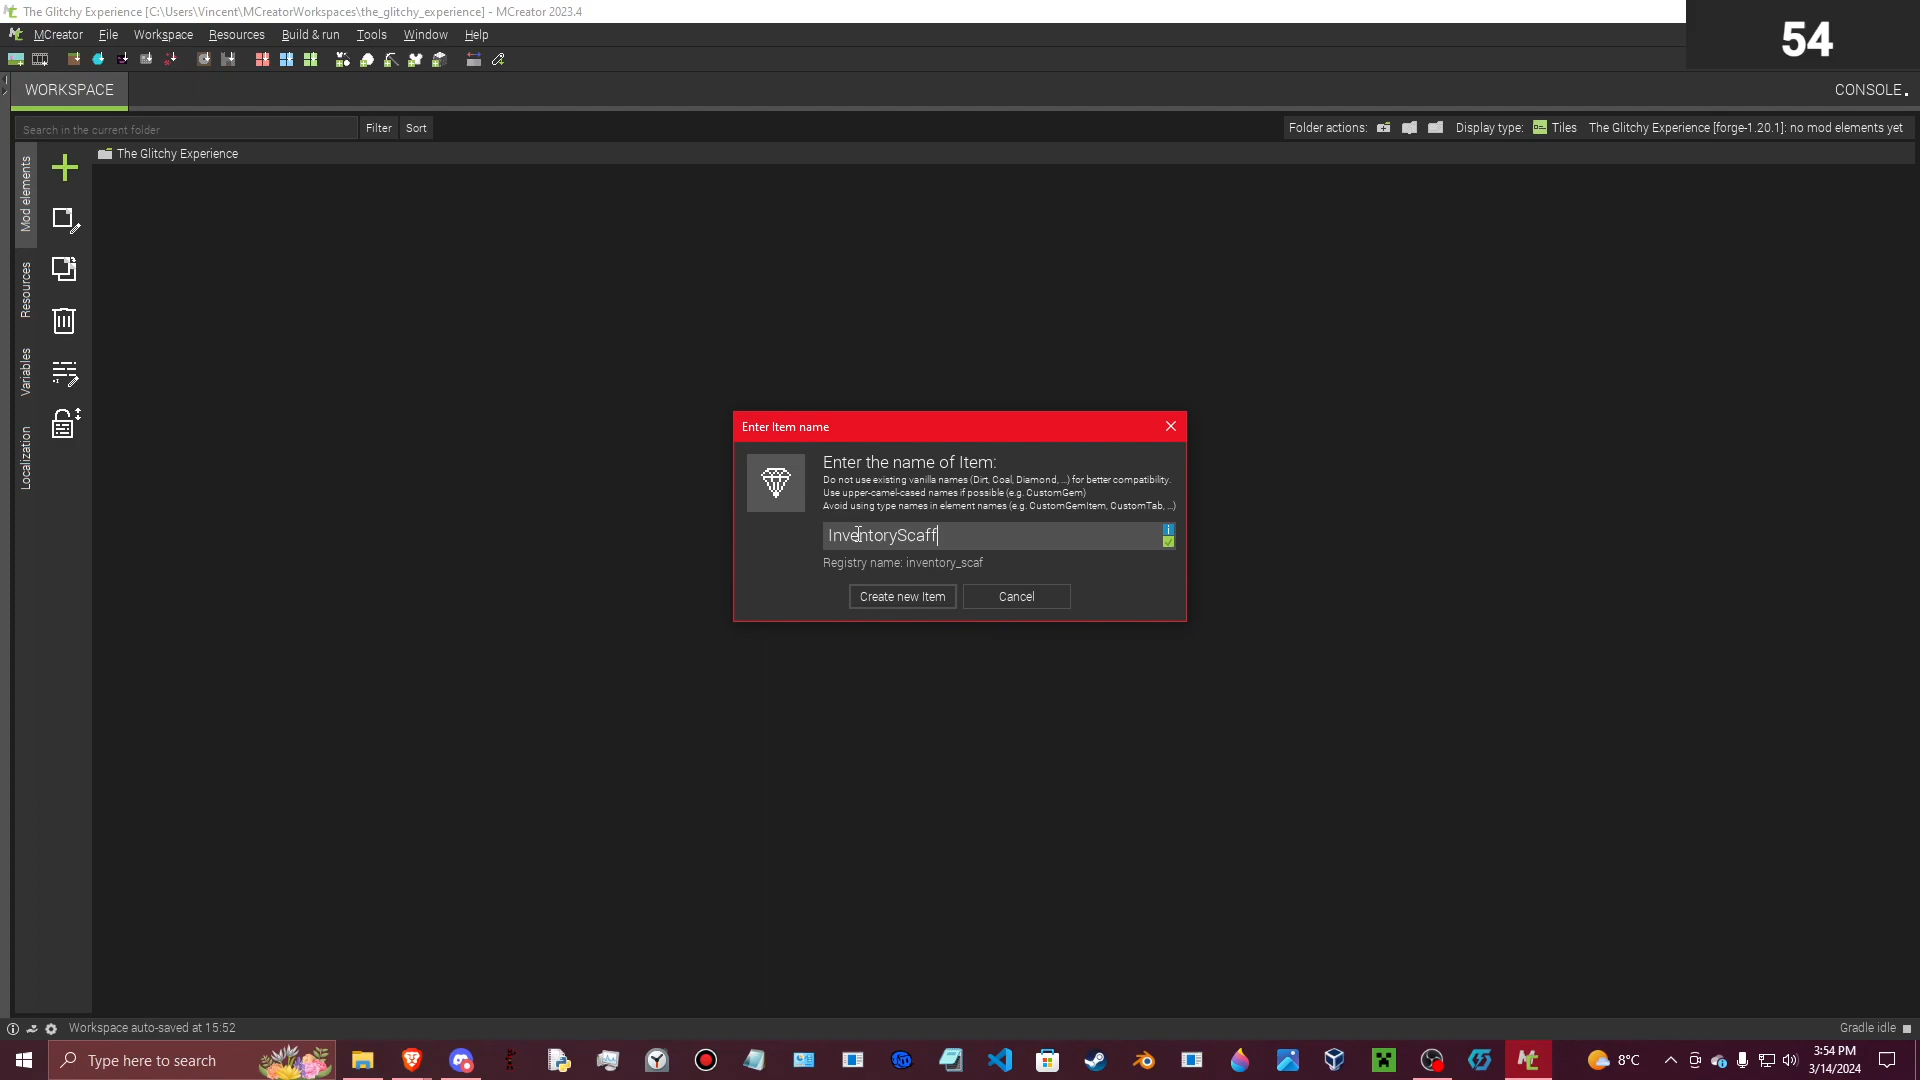 The Glitchy Experience [C:\Users\Vincent\MCreatorWorkspaces\the_glitchy_experience] - MCreator 2023.4
54
MCreator File Workspace Resources Build & run Tools Window Help
WORKSPACE
CONSOLE
Search in the current folder
Filter
Sort
Folder actions:
Display type:
Tiles
The Glitchy Experience [forge-1.20.1]: no mod elements yet
The Glitchy Experience
Mod elements
Resources
Variables
Localization
Enter Item name
Enter the name of Item:
Do not use existing vanilla names (Dirt, Coal, Diamond, ...) for better compatibility.
Use upper-camel-cased names if possible (e.g. CustomGem)
Avoid using type names in element names (e.g. CustomGemItem, CustomTab, ...)
InventoryScaff
Registry name: inventory_scaf
Create new Item
Cancel
Workspace auto-saved at 15:52
Gradle idle
Type here to search
8°C
3:54 PM
3/14/2024